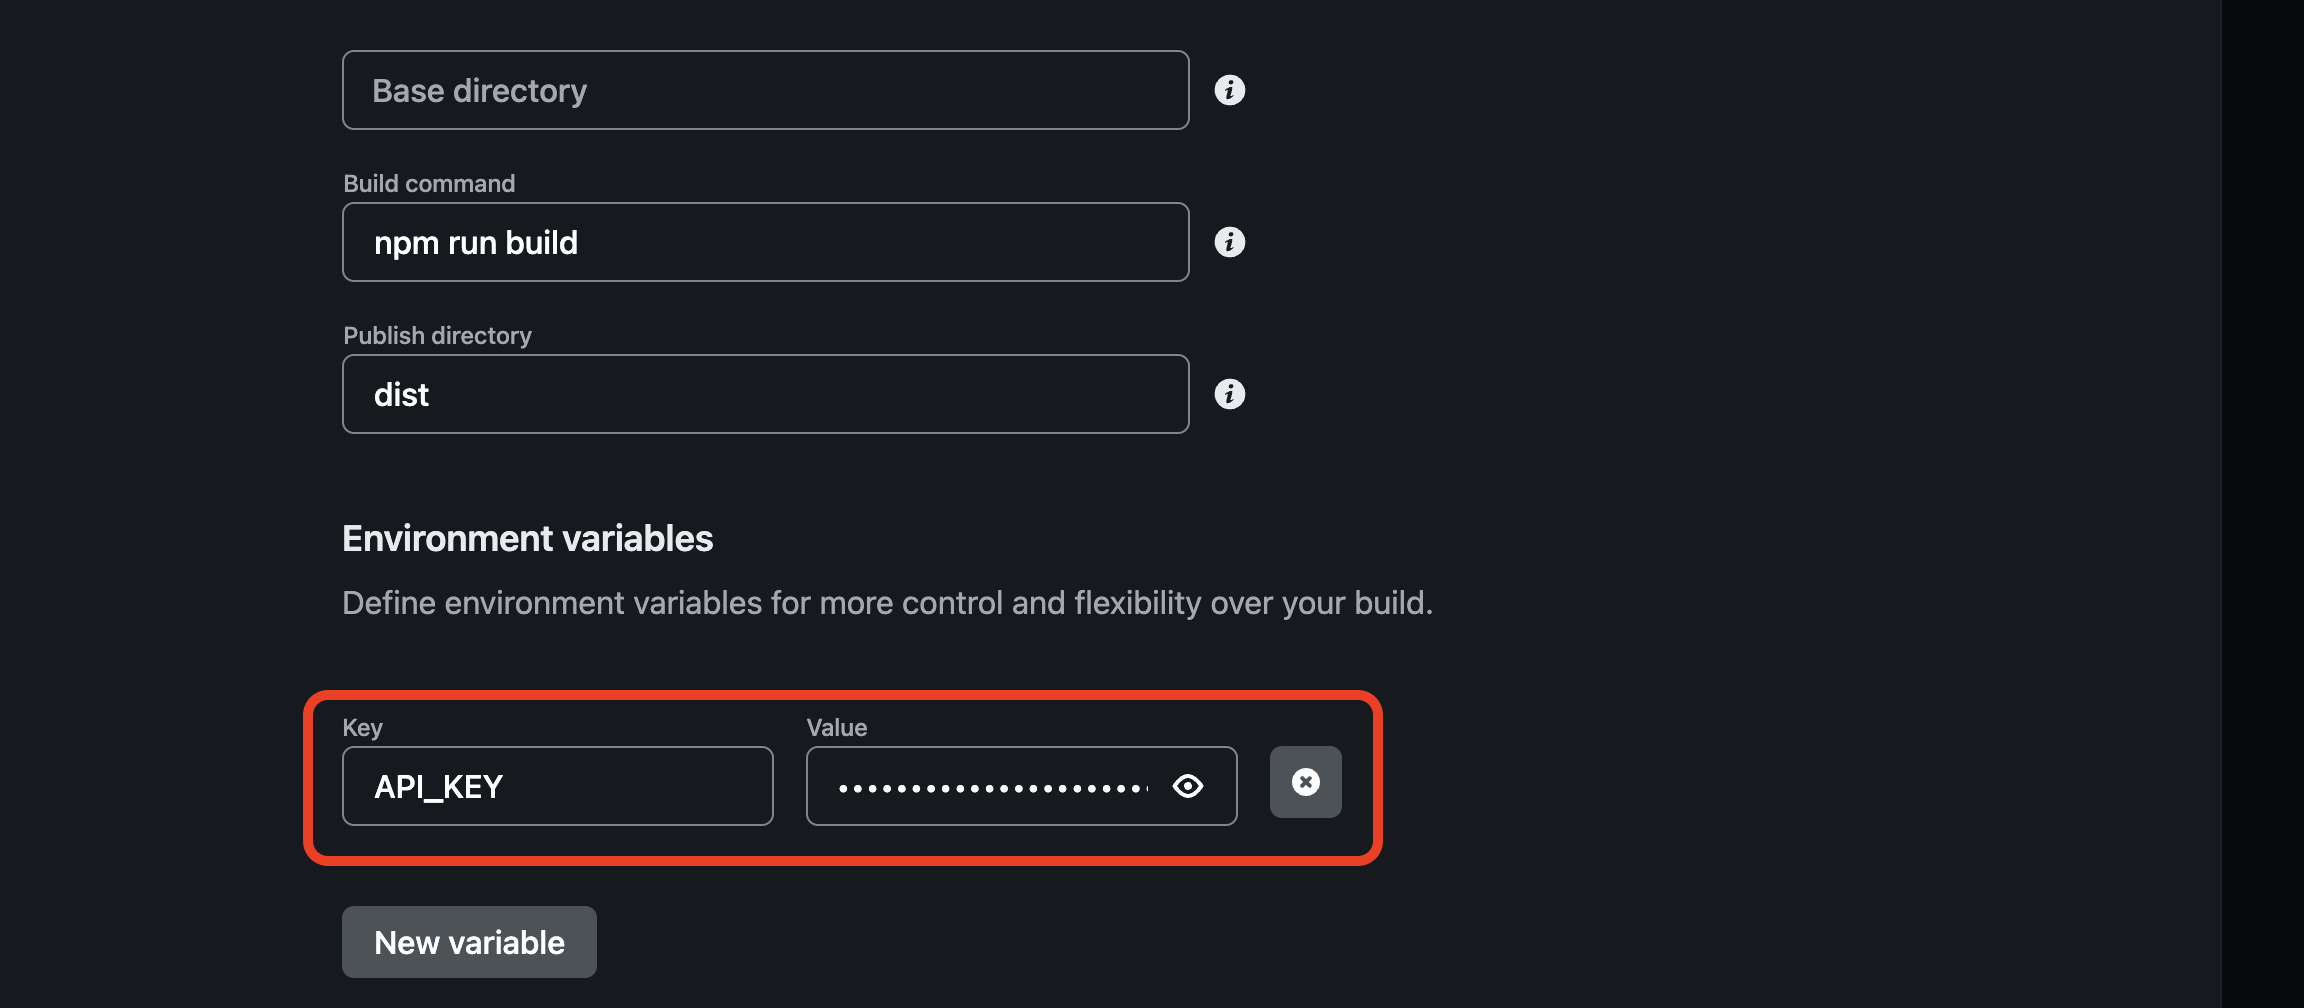 Base directory
Build command
npm run build
Publish directory
dist
Environment variables
Define environment variables for more control and flexibility over your build.
Key
Value
API_KEY
•••••••••••••••••••••
New variable